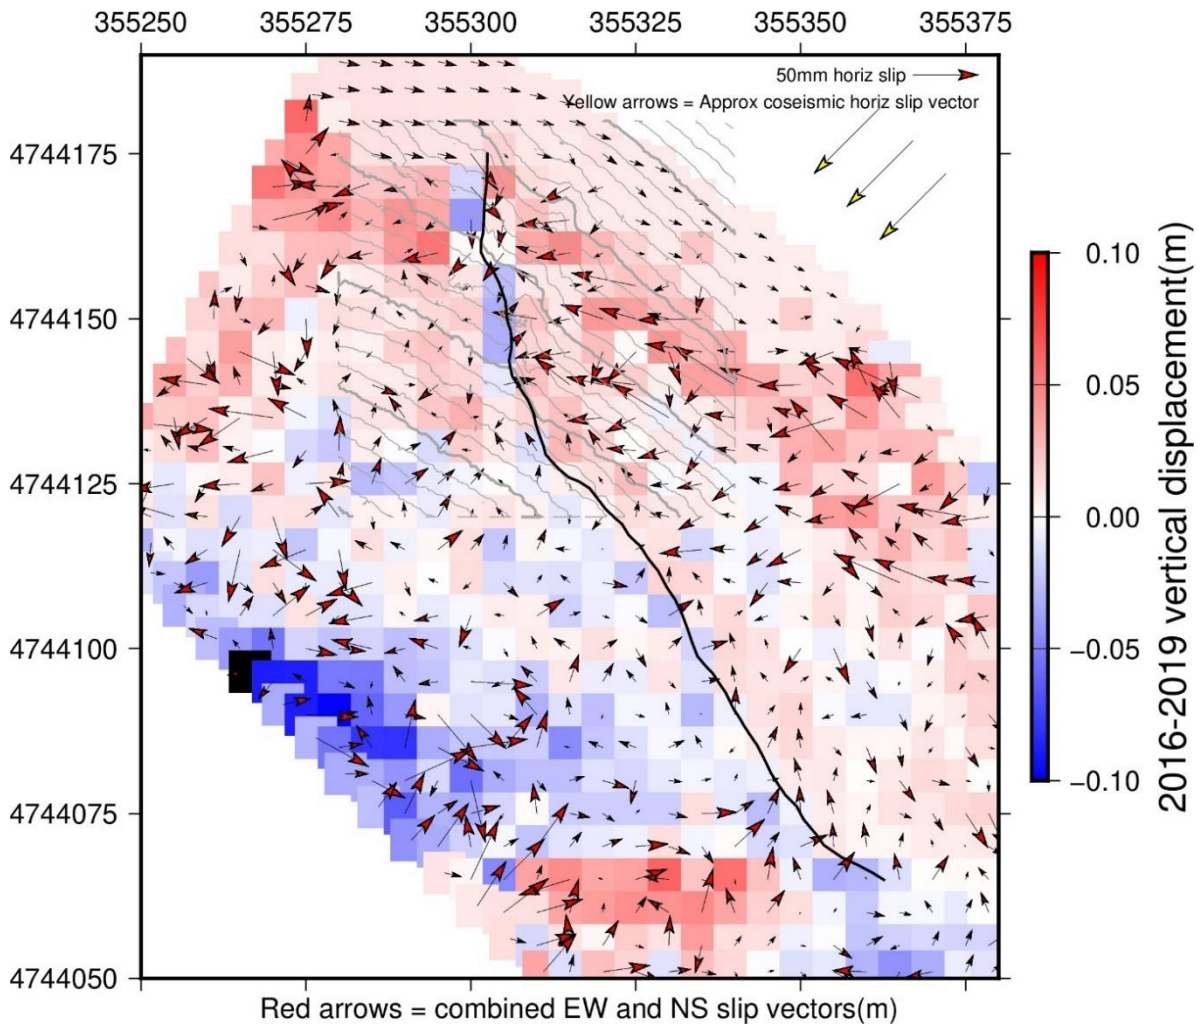 355250 355275 355300 355325 355350 355375
50mm horiz slip
Yellow arrows = Approx coseismic horiz slip vector
4744175
4744150
4744125
4744100
4744075
4744050
0.10
0.05
0.00
−0.05
−0.10
2016-2019 vertical displacement(m)
Red arrows = combined EW and NS slip vectors(m)